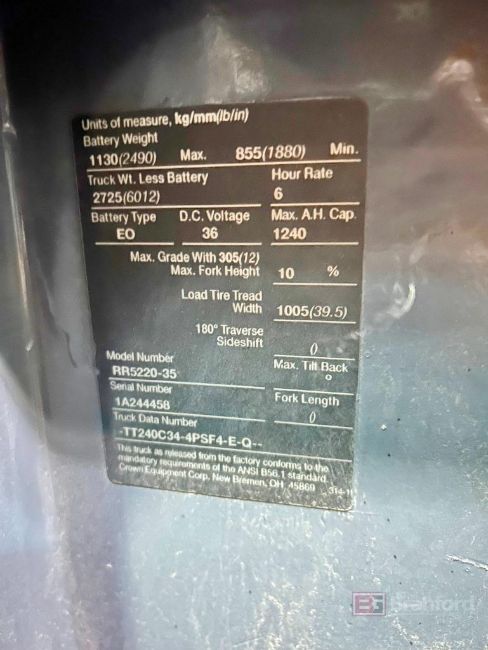 Units of measure, kg/mm(lb/in)
Battery Weight
1130(2490) Max. 855(1880) Min.
Truck Wt. Less Battery Hour Rate
2725(6012) 6
Battery Type D.C. Voltage Max. A.H. Cap.
EO 36 1240
Max. Grade With 305(12)
Max. Fork Height 10 %
Load Tire Tread
Width 1005(39.5)
180° Traverse
Sideshift 0
Model Number Max. Tilt Back
RR5220-35 °
Serial Number Fork Length
1A244458 0
Truck Data Number
-TT240C34-4PSF4-E-Q--
This truck as released from the factory conforms to the
mandatory requirements of the ANSI B56.1 standard.
Crown Equipment Corp. New Bremen, OH 45869
Branford